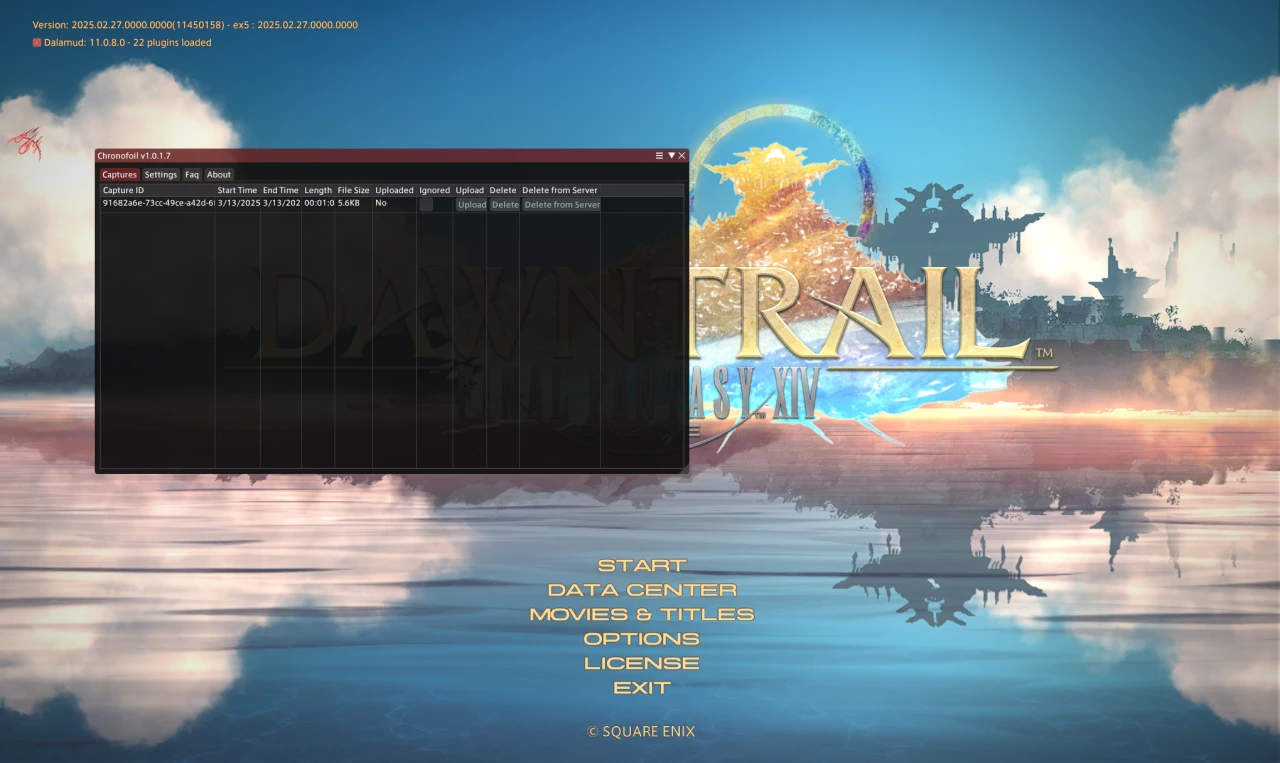 Version: 2025.02.27.0000.0000(11450158) - ex5 : 2025.02.27.0000.0000
Dalamud: 11.0.8.0 - 22 plugins loaded
Chronofoil v1.0.1.7
Captures Settings Faq About
Capture ID Start Time End Time Length File Size Uploaded Ignored Upload Delete Delete from Server
91682a6e-73cc-49ce-a42d-6 3/13/2025 3/13/202 00:01:0 5.6KB No Upload Delete Delete from Server
DAWNTRAIL™
FINAL FANTASY XIV
START
DATA CENTER
MOVIES & TITLES
OPTIONS
LICENSE
EXIT
© SQUARE ENIX